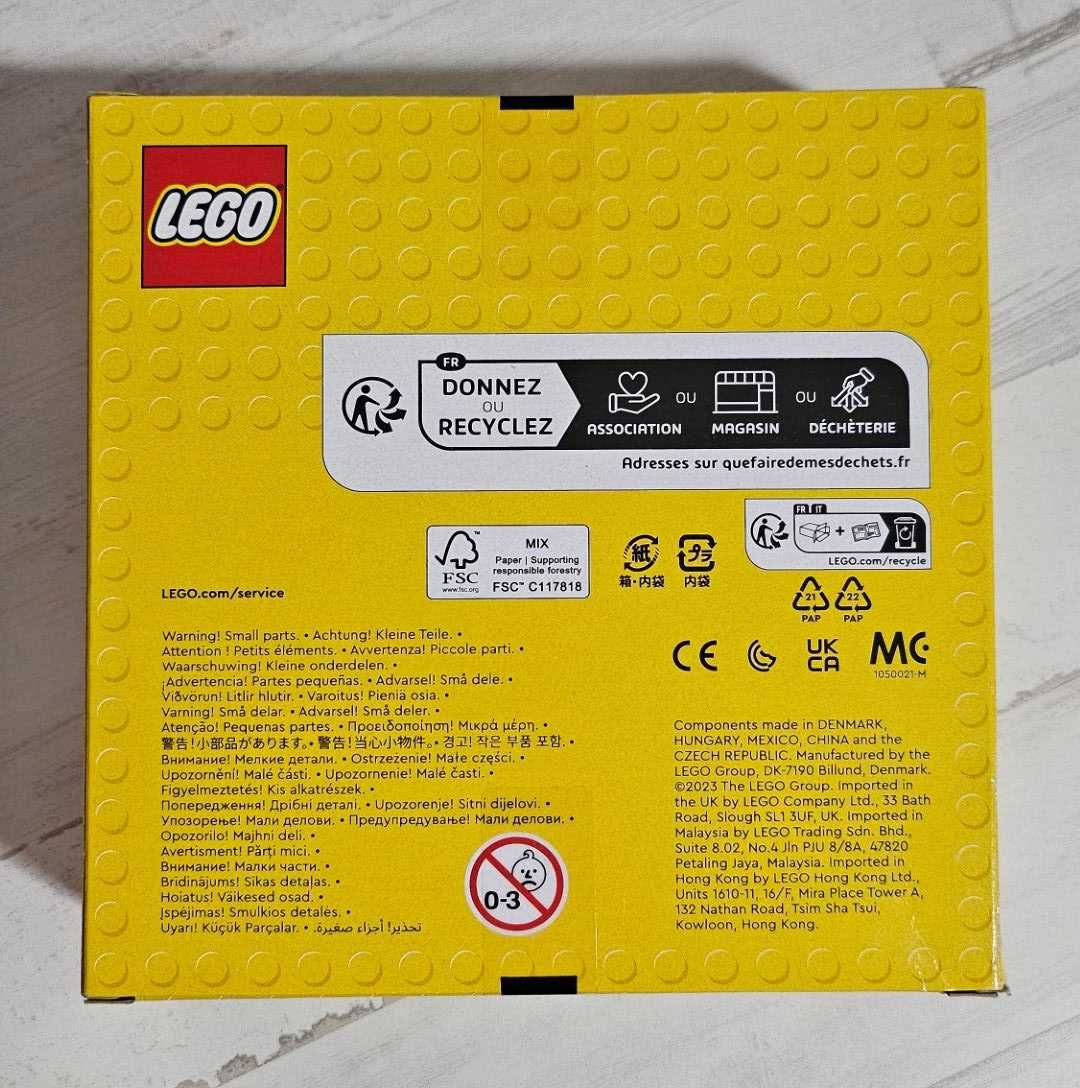 LEGO
FR
DONNEZ
OU
RECYCLEZ
ASSOCIATION
OU
MAGASIN
OU
DÉCHÈTERIE
Adresses sur quefairedemesdechets.fr
FSC™
www.fsc.org
MIX
Paper | Supporting
responsible forestry
FSC™ C117818
紙
箱・内袋
プラ
内袋
FR IT
+
LEGO.com/recycle
21
PAP
22
PAP
CE
UK
CA
MC
1050021-M
LEGO.com/service
Warning! Small parts. • Achtung! Kleine Teile. •
Attention ! Petits éléments. • Avvertenza! Piccole parti. •
Waarschuwing! Kleine onderdelen. •
¡Advertencia! Partes pequeñas. • Advarsel! Små dele. •
Viðvörun! Litlir hlutir. • Varoitus! Pieniä osia. •
Varning! Små delar. • Advarsel! Små deler. •
Atenção! Pequenas partes. • Προειδοποίηση! Μικρά μέρη. •
警告!小部品があります。• 警告!当心小物件。• 경고! 작은 부품 포함. •
Внимание! Мелкие детали. • Ostrzeżenie! Małe części. •
Upozornění! Malé části. • Upozornenie! Malé časti. •
Figyelmeztetés! Kis alkatrészek. •
Попередження! Дрібні деталі. • Upozorenje! Sitni dijelovi. •
Упозорење! Мали делови. • Предупредување! Мали делови. •
Opozorilo! Majhni deli. •
Avertisment! Părți mici. •
Внимание! Малки части. •
Brīdinājums! Sīkas detaļas. •
Hoiatus! Väikesed osad. •
Įspėjimas! Smulkios detalės. •
Uyarı! Küçük Parçalar. • تحذير! أجزاء صغيرة.
0-3
Components made in DENMARK,
HUNGARY, MEXICO, CHINA and the
CZECH REPUBLIC. Manufactured by the
LEGO Group, DK-7190 Billund, Denmark.
©2023 The LEGO Group. Imported in
the UK by LEGO Company Ltd., 33 Bath
Road, Slough SL1 3UF, UK. Imported in
Malaysia by LEGO Trading Sdn. Bhd.,
Suite 8.02, No.4 Jln PJU 8/8A, 47820
Petaling Jaya, Malaysia. Imported in
Hong Kong by LEGO Hong Kong Ltd.,
Units 1610-11, 16/F, Mira Place Tower A,
132 Nathan Road, Tsim Sha Tsui,
Kowloon, Hong Kong.